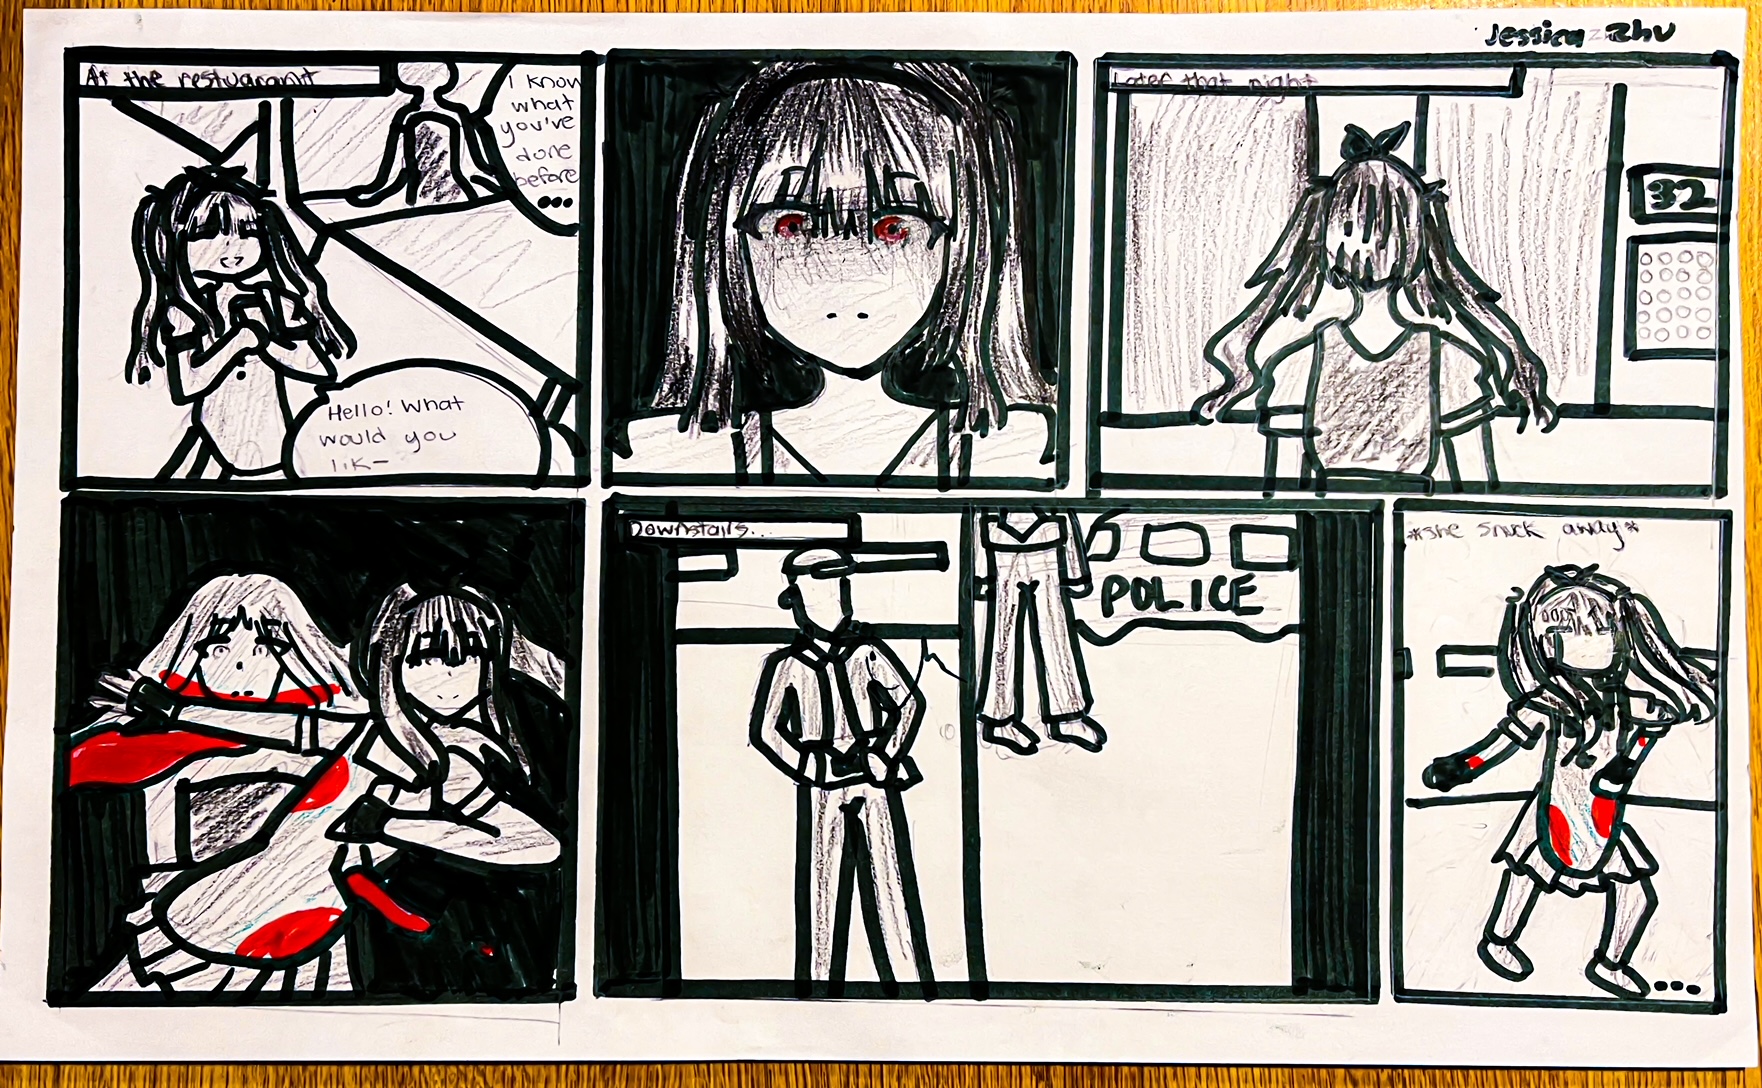 Jessica Zhu
At the restuarannt
I know
what
you've
done
before
...
Hello! What
would you
lik-
Later that night
32
Downstairs...
POLICE
*she snuck away*
...